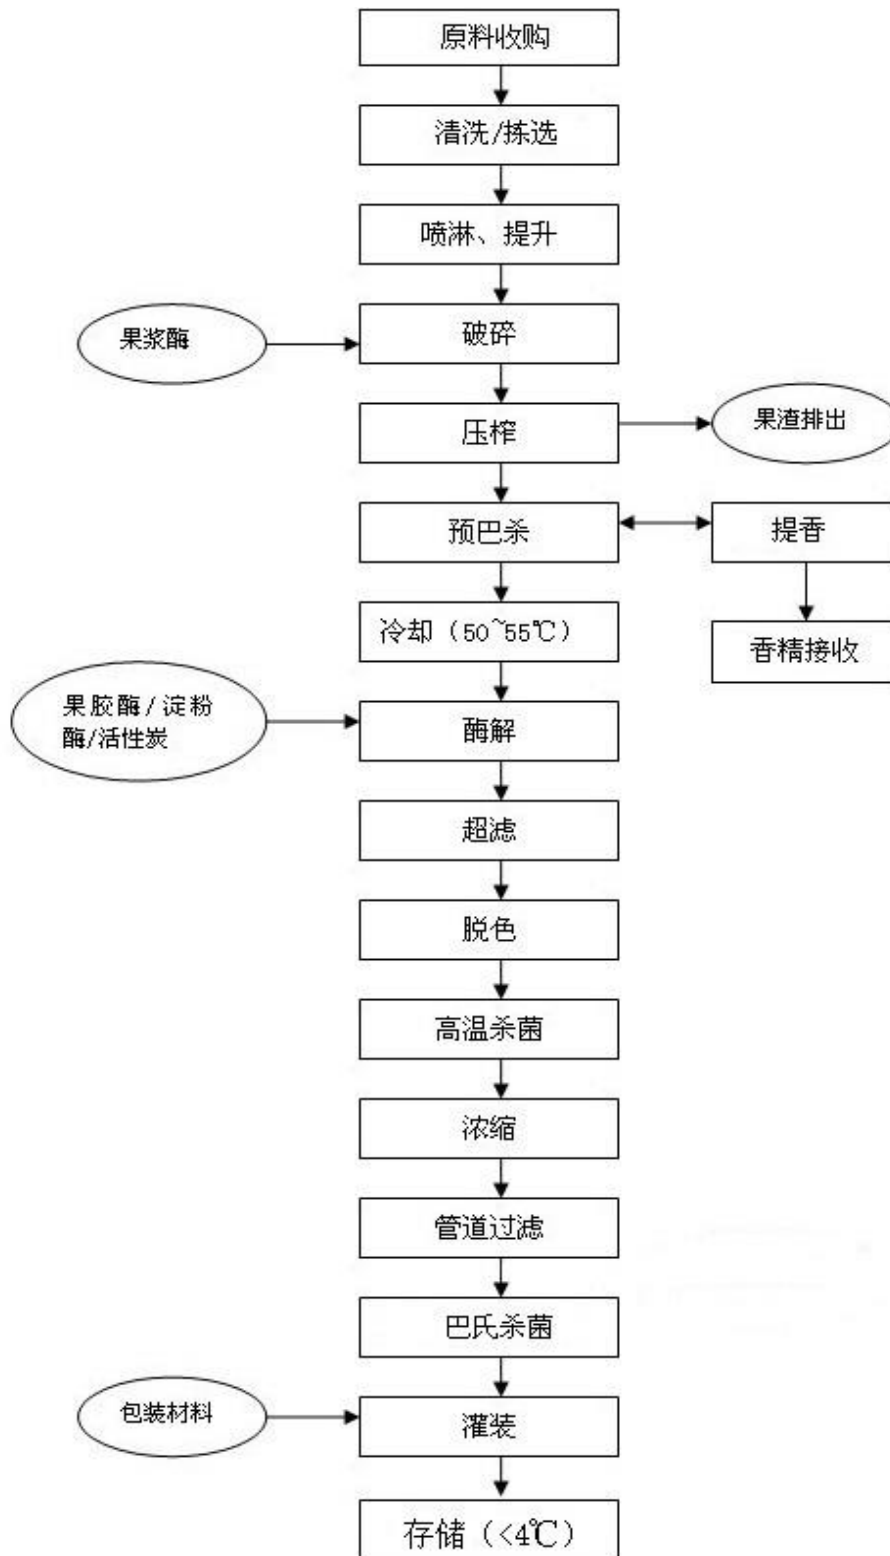 原料收购
清洗/拣选
喷淋、提升
果浆酶
破碎
压榨
果渣排出
预巴杀
提香
冷却（50~55℃）
香精接收
果胶酶/淀粉
酶/活性炭
酶解
超滤
脱色
高温杀菌
浓缩
管道过滤
巴氏杀菌
包装材料
灌装
存储（<4℃）